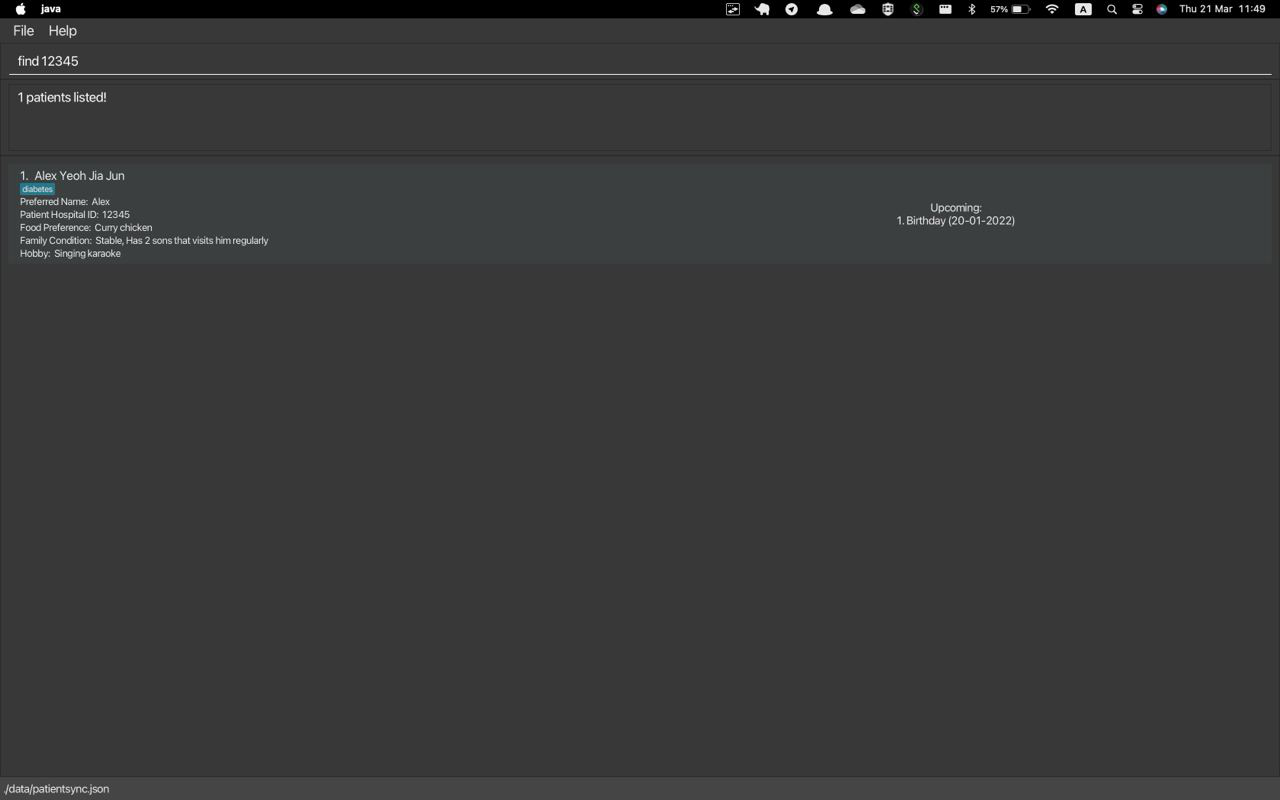 java
57%
A
Thu 21 Mar 11:49
File Help
find 12345
1 patients listed!
1. Alex Yeoh Jia Jun
diabetes
Preferred Name: Alex
Patient Hospital ID: 12345
Food Preference: Curry chicken
Family Condition: Stable, Has 2 sons that visits him regularly
Hobby: Singing karaoke
Upcoming:
1. Birthday (20-01-2022)
./data/patientsync.json